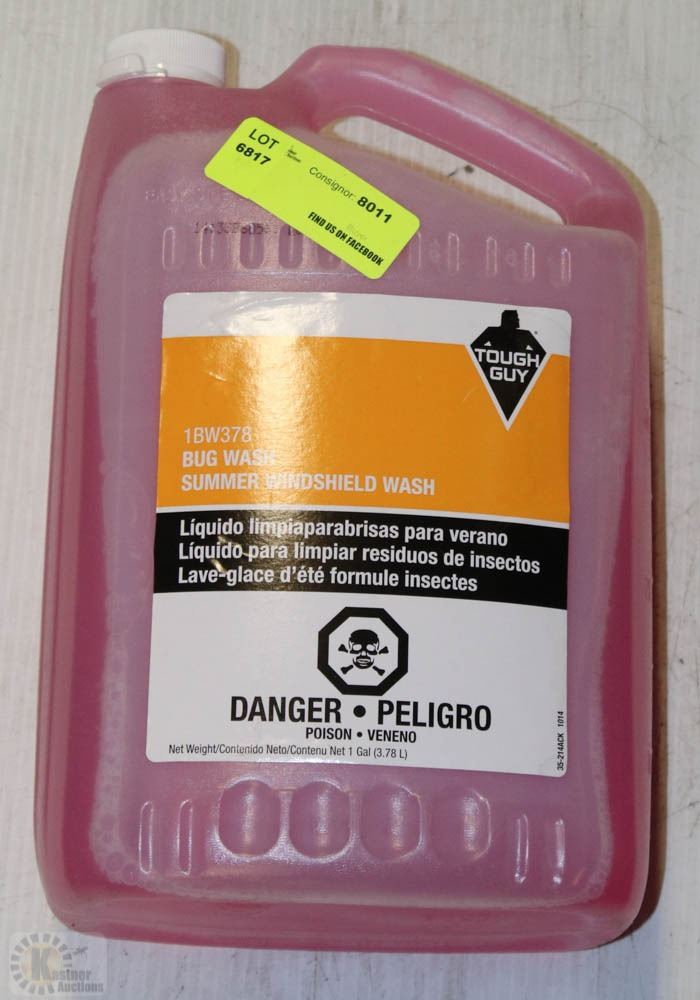 LOT
6817
Consignor: 8011
FIND US ON FACEBOOK
TOUGH
GUY
1BW378
BUG WASH
SUMMER WINDSHIELD WASH
Líquido limpiaparabrisas para verano
Líquido para limpiar residuos de insectos
Lave-glace d'été formule insectes
DANGER • PELIGRO
POISON • VENENO
Net Weight/Contenido Neto/Contenu Net 1 Gal (3.78 L)
35-214ACK 1014
Kastner
Auctions